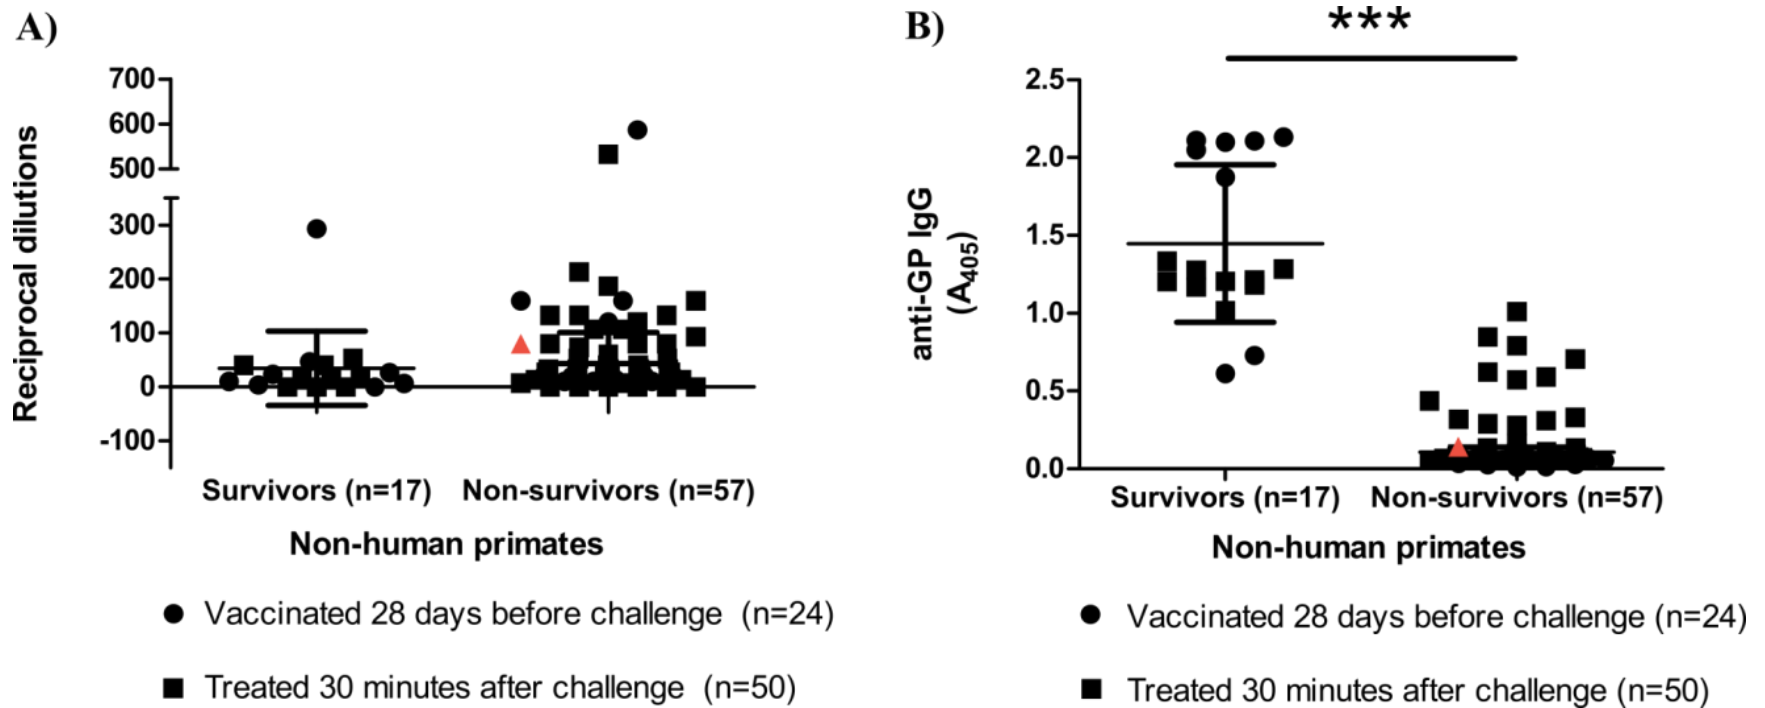 A)
Reciprocal dilutions
700
600
500
300
200
100
0
-100
Survivors (n=17)
Non-survivors (n=57)
Non-human primates
Vaccinated 28 days before challenge (n=24)
Treated 30 minutes after challenge (n=50)
B)
***
anti-GP IgG
(A405)
2.5
2.0
1.5
1.0
0.5
0.0
Survivors (n=17)
Non-survivors (n=57)
Non-human primates
Vaccinated 28 days before challenge (n=24)
Treated 30 minutes after challenge (n=50)